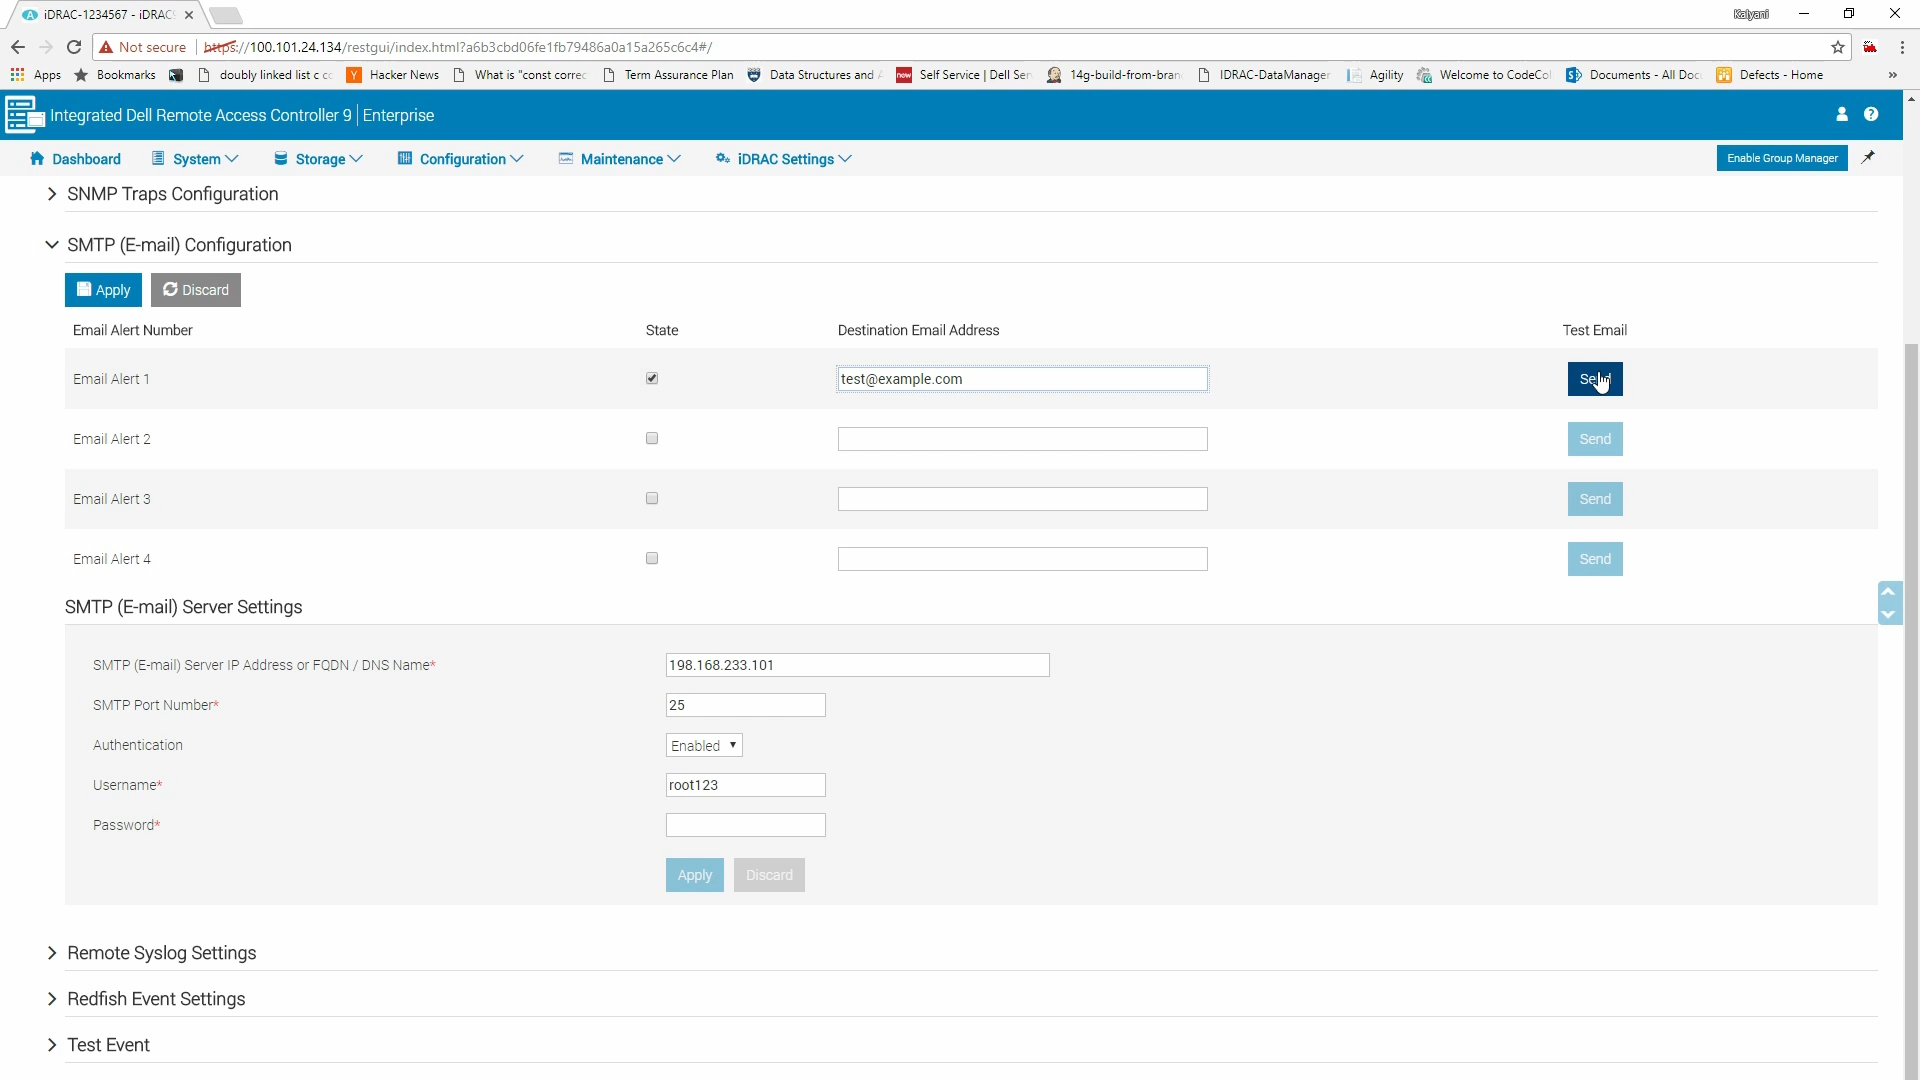 iDRAC-1234567 - iDRAC
Kalyani
Not secure https://100.101.24.134/restgui/index.html?a6b3cbd06fe1fb79486a0a15a265c6c4#/
Apps Bookmarks doubly linked list c c Hacker News What is "const correc Term Assurance Plan Data Structures and Self Service | Dell Ser 14g-build-from-bran IDRAC-DataManager Agility Welcome to CodeCol Documents - All Doc Defects - Home »
Integrated Dell Remote Access Controller 9 | Enterprise
Dashboard System Storage Configuration Maintenance iDRAC Settings Enable Group Manager
SNMP Traps Configuration
SMTP (E-mail) Configuration
Apply Discard
Email Alert Number State Destination Email Address Test Email
Email Alert 1 test@example.com Send
Email Alert 2 Send
Email Alert 3 Send
Email Alert 4 Send
SMTP (E-mail) Server Settings
SMTP (E-mail) Server IP Address or FQDN / DNS Name* 198.168.233.101
SMTP Port Number* 25
Authentication Enabled
Username* root123
Password*
Apply Discard
Remote Syslog Settings
Redfish Event Settings
Test Event